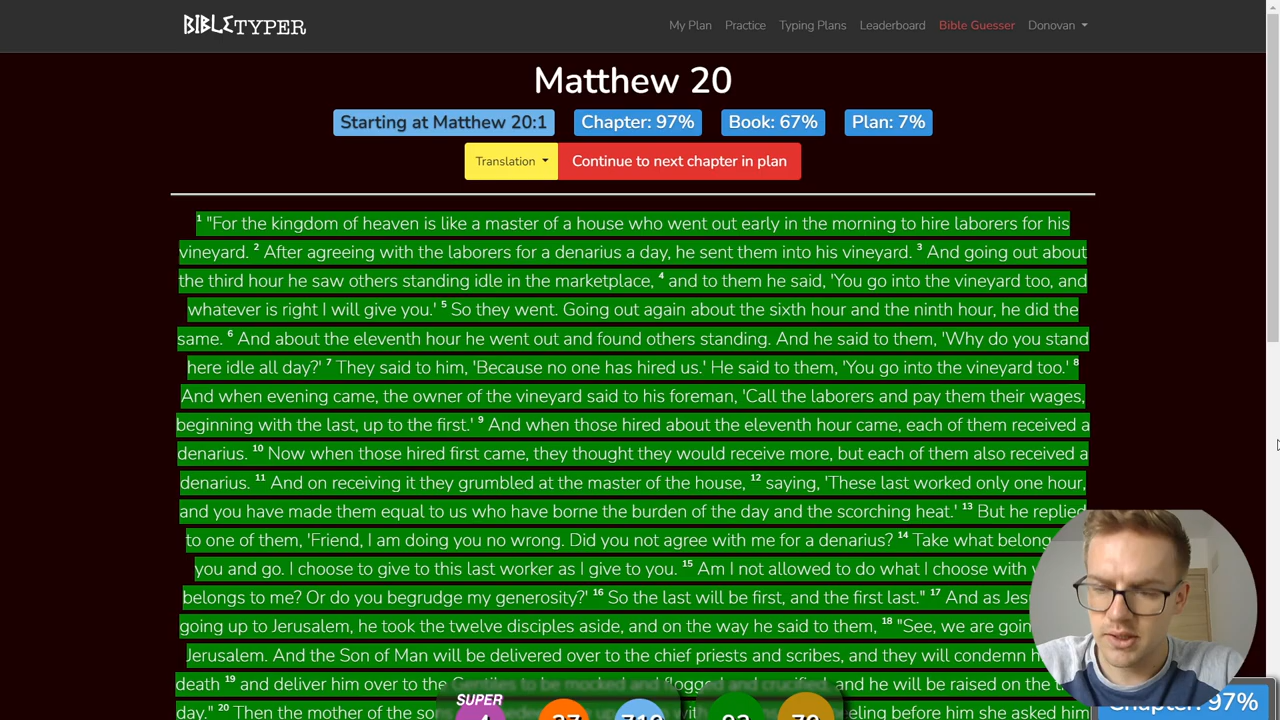 BIBLETYPER
My Plan Practice Typing Plans Leaderboard Bible Guesser Donovan
Matthew 20
Starting at Matthew 20:1 Chapter: 97% Book: 67% Plan: 7%
Translation Continue to next chapter in plan
1 "For the kingdom of heaven is like a master of a house who went out early in the morning to hire laborers for his
vineyard. 2 After agreeing with the laborers for a denarius a day, he sent them into his vineyard. 3 And going out about
the third hour he saw others standing idle in the marketplace, 4 and to them he said, 'You go into the vineyard too, and
whatever is right I will give you.' 5 So they went. Going out again about the sixth hour and the ninth hour, he did the
same. 6 And about the eleventh hour he went out and found others standing. And he said to them, 'Why do you stand
here idle all day?' 7 They said to him, 'Because no one has hired us.' He said to them, 'You go into the vineyard too.' 8
And when evening came, the owner of the vineyard said to his foreman, 'Call the laborers and pay them their wages,
beginning with the last, up to the first.' 9 And when those hired about the eleventh hour came, each of them received a
denarius. 10 Now when those hired first came, they thought they would receive more, but each of them also received a
denarius. 11 And on receiving it they grumbled at the master of the house, 12 saying, 'These last worked only one hour,
and you have made them equal to us who have borne the burden of the day and the scorching heat.' 13 But he replied
to one of them, 'Friend, I am doing you no wrong. Did you not agree with me for a denarius? 14 Take what belong
you and go. I choose to give to this last worker as I give to you. 15 Am I not allowed to do what I choose with
belongs to me? Or do you begrudge my generosity?' 16 So the last will be first, and the first last." 17 And as Jes
going up to Jerusalem, he took the twelve disciples aside, and on the way he said to them, 18 "See, we are goin
Jerusalem. And the Son of Man will be delivered over to the chief priests and scribes, and they will condemn h
death 19 and deliver him over to the Gentiles to be mocked and flogged and crucified, and he will be raised on the
day." 20 Then the mother of the son with eeling before him she asked him
SUPER
97%